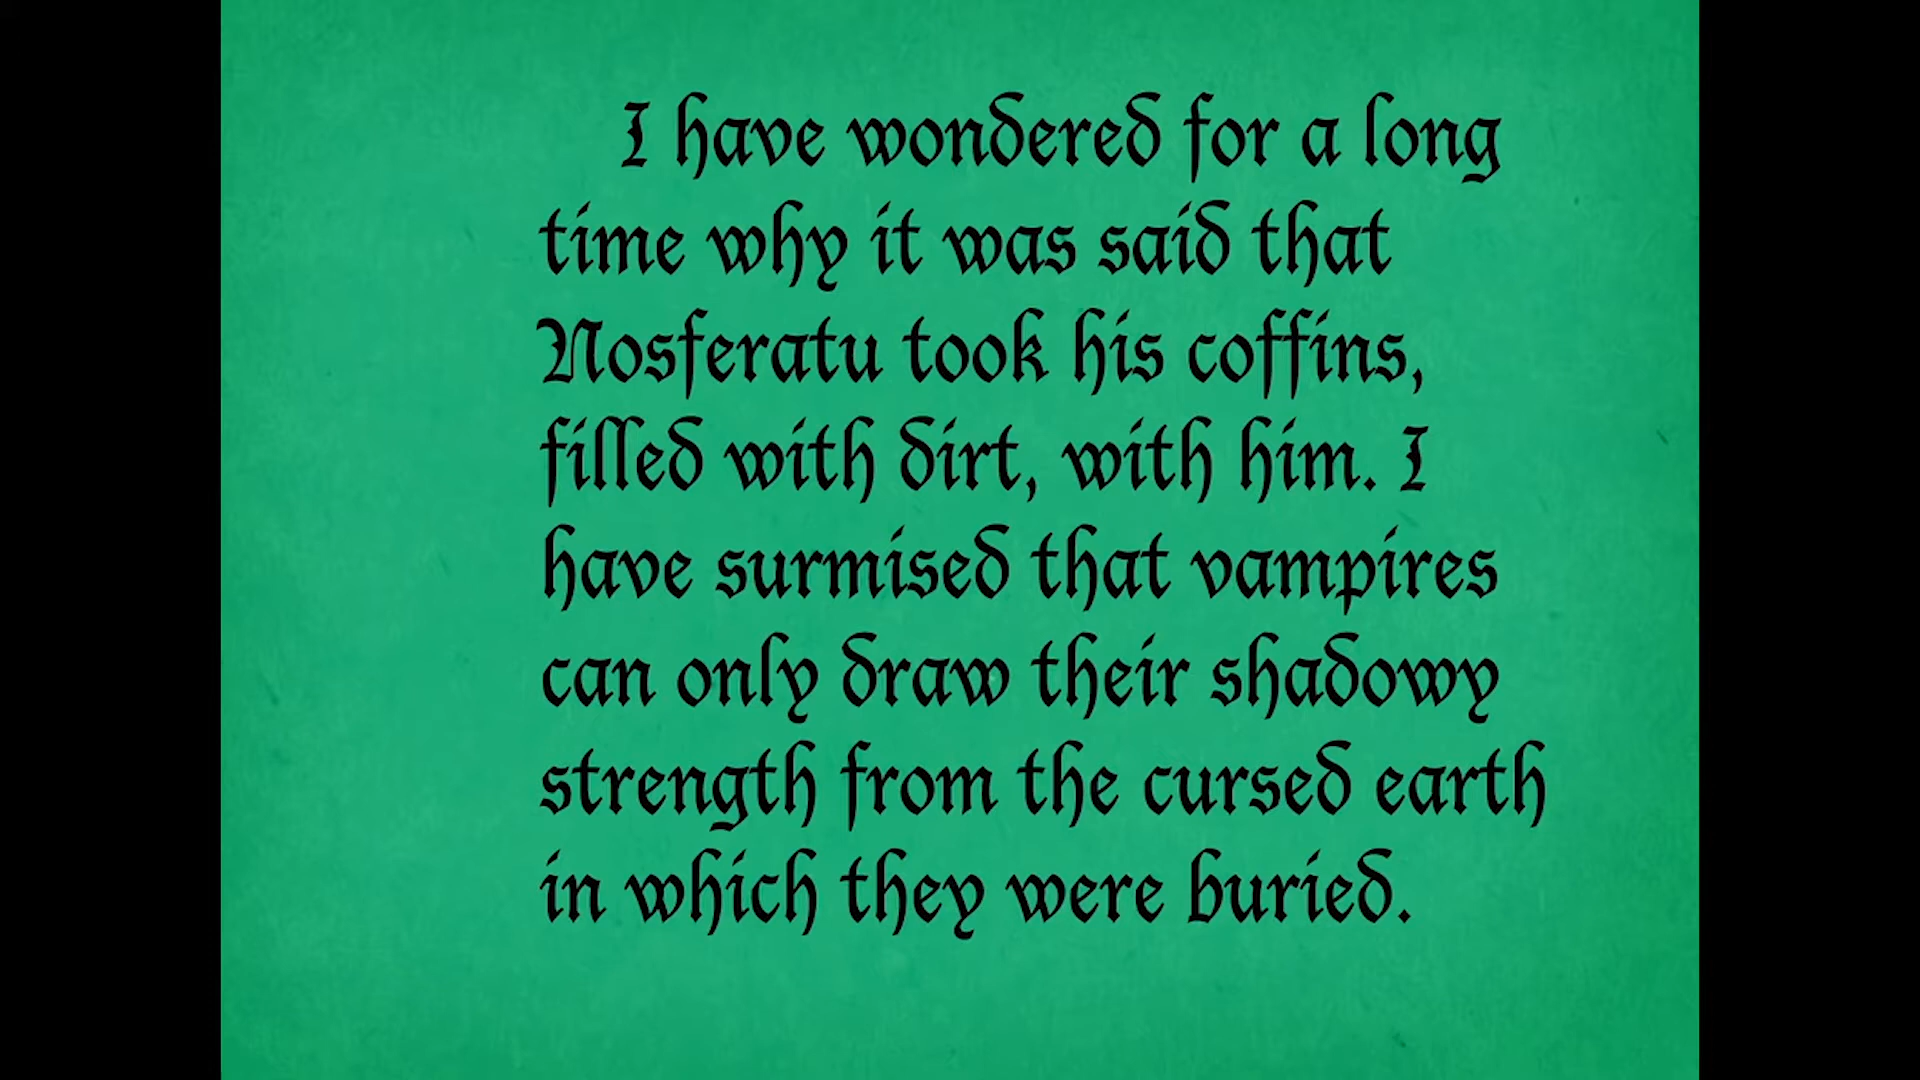 I have wondered for a long
time why it was said that
Nosferatu took his coffins,
filled with dirt, with him. I
have surmised that vampires
can only draw their shadowy
strength from the cursed earth
in which they were buried.